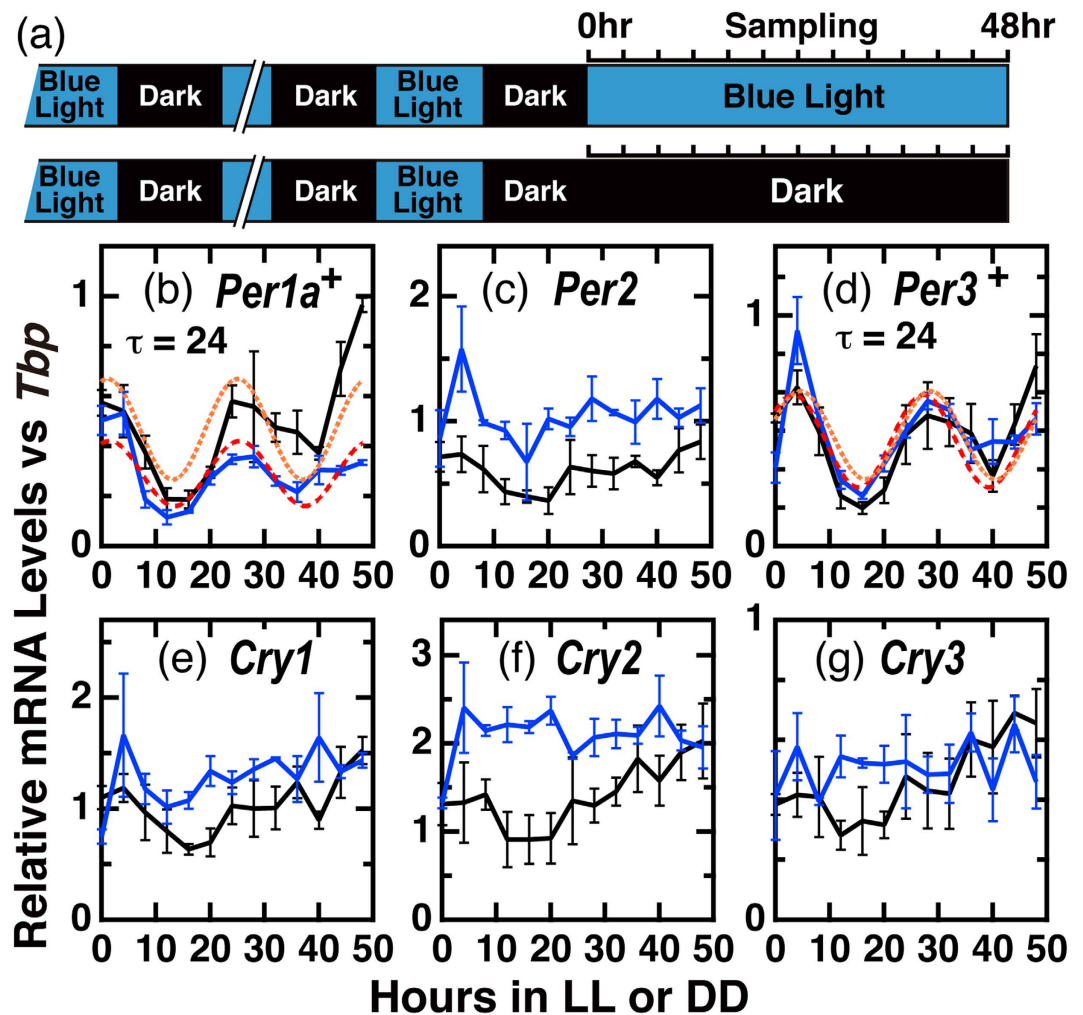 (a)
0hr Sampling 48hr
Blue Light Dark Dark Blue Light Dark Blue Light
Blue Light Dark Dark Blue Light Dark Dark
Relative mRNA Levels vs Tbp
(b) Per1a+
τ = 24
1
0
0 10 20 30 40 50
(c) Per2
2
1
0
0 10 20 30 40 50
(d) Per3 +
τ = 24
1
0
0 10 20 30 40 50
(e) Cry1
2
1
0
0 10 20 30 40 50
(f) Cry2
3
2
1
0
0 10 20 30 40 50
(g) Cry3
1
0
0 10 20 30 40 50
Hours in LL or DD